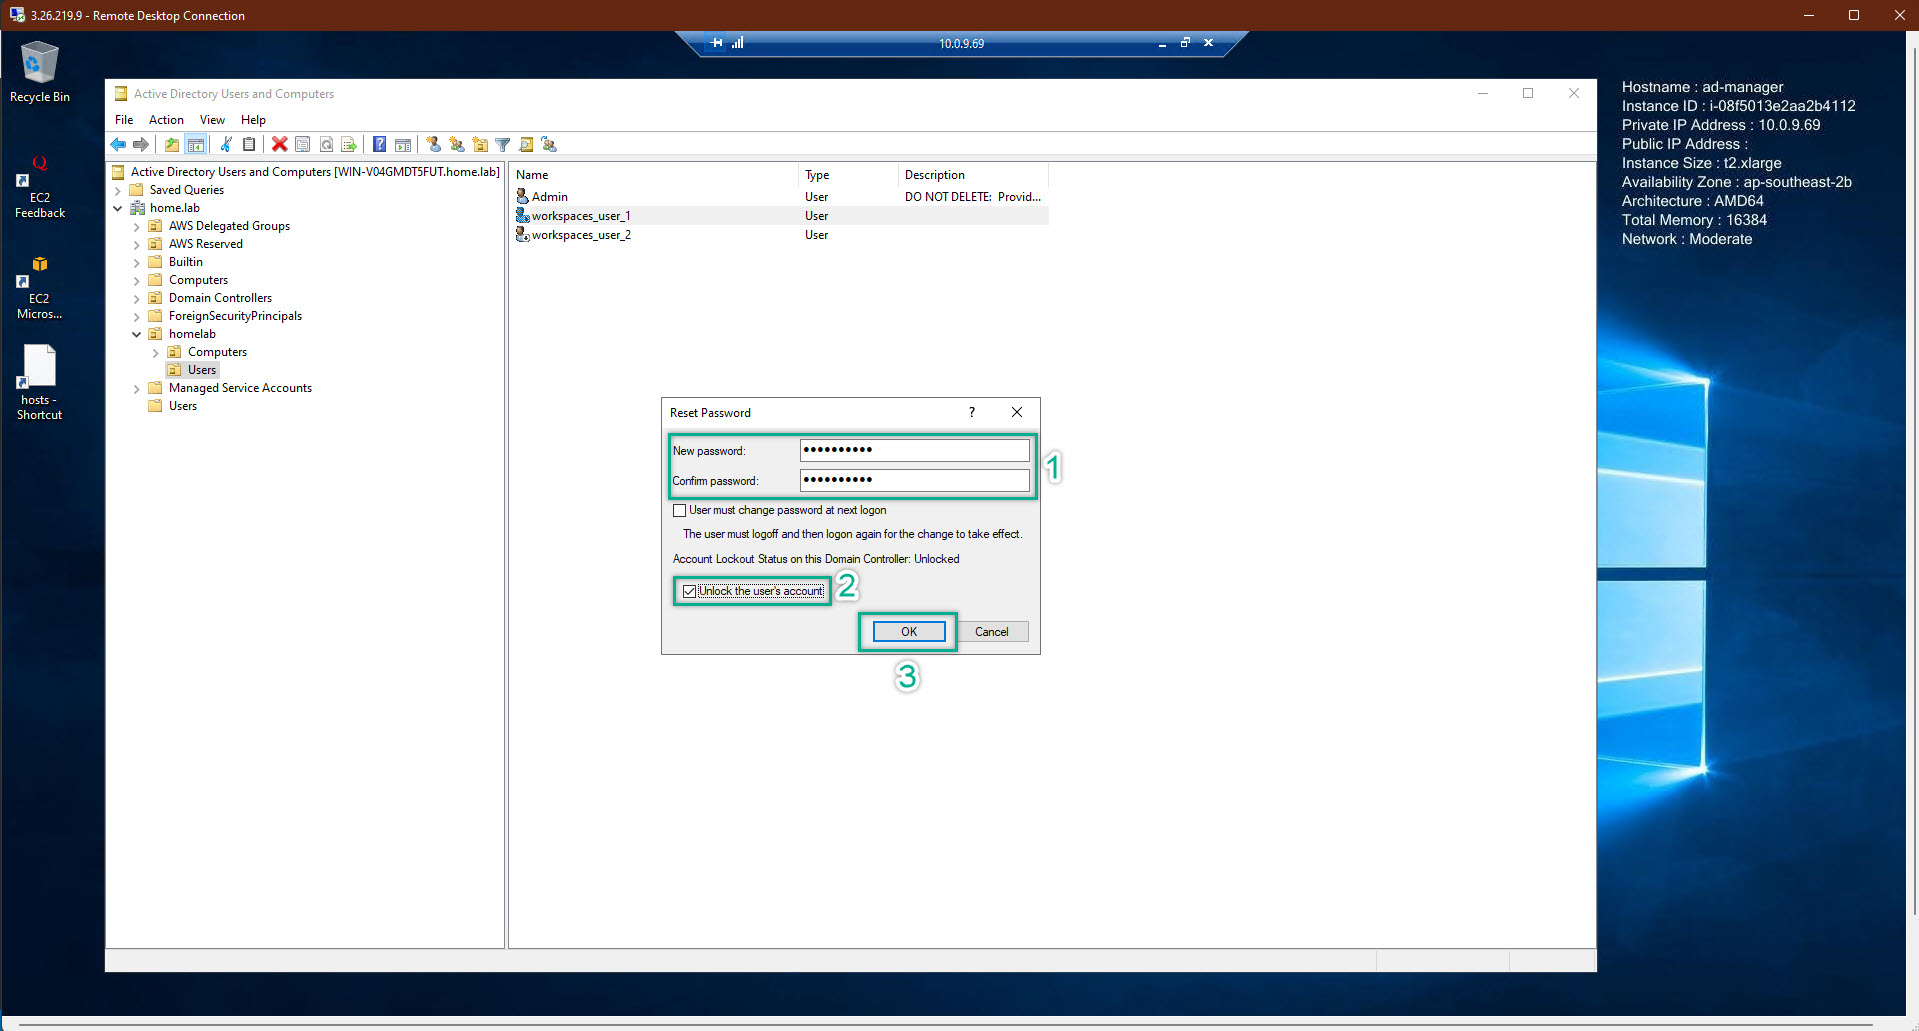 3.26.219.9 - Remote Desktop Connection
10.0.9.69
Recycle Bin
EC2
Feedback
EC2
Micros...
hosts -
Shortcut
Hostname : ad-manager
Instance ID : i-08f5013e2aa2b4112
Private IP Address : 10.0.9.69
Public IP Address :
Instance Size : t2.xlarge
Availability Zone : ap-southeast-2b
Architecture : AMD64
Total Memory : 16384
Network : Moderate
Active Directory Users and Computers
File Action View Help
Active Directory Users and Computers [WIN-V04GMDT5FUT.home.lab]
Saved Queries
home.lab
AWS Delegated Groups
AWS Reserved
Builtin
Computers
Domain Controllers
ForeignSecurityPrincipals
homelab
Computers
Users
Managed Service Accounts
Users
Name Type Description
Admin User DO NOT DELETE: Provid...
workspaces_user_1 User
workspaces_user_2 User
Reset Password
New password: ••••••••••
Confirm password: ••••••••••
1
User must change password at next logon
The user must logoff and then logon again for the change to take effect.
Account Lockout Status on this Domain Controller: Unlocked
Unlock the user's account
2
OK Cancel
3